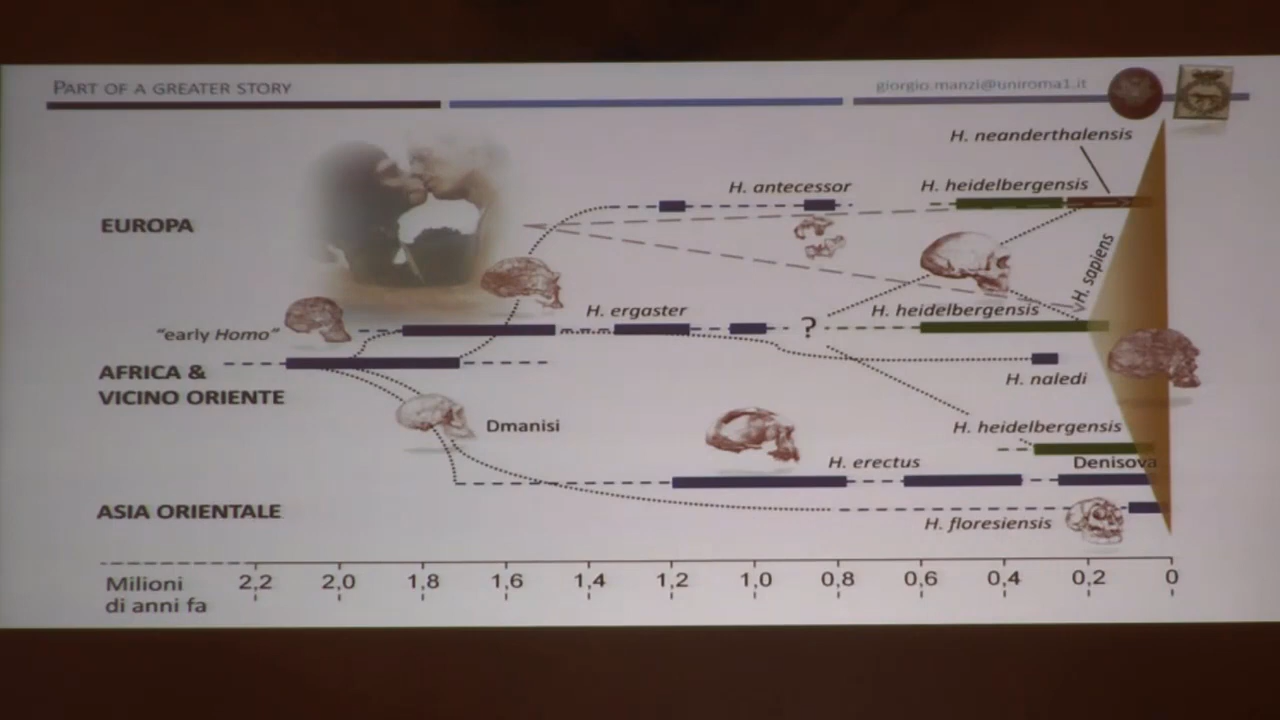 PART OF A GREATER STORY
giorgio.manzi@uniroma1.it
H. neanderthalensis
H. antecessor
H. heidelbergensis
EUROPA
H. sapiens
H. ergaster
H. heidelbergensis
?
"early Homo"
AFRICA &
VICINO ORIENTE
H. naledi
Dmanisi
H. heidelbergensis
H. erectus
Denisova
ASIA ORIENTALE
H. floresiensis
Milioni
di anni fa
2,2 2,0 1,8 1,6 1,4 1,2 1,0 0,8 0,6 0,4 0,2 0